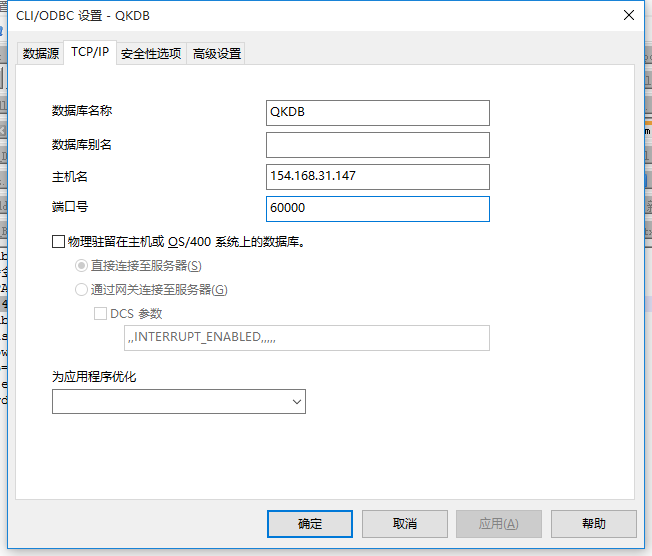 CLI/ODBC 设置 - QKDB
数据源 TCP/IP 安全性选项 高级设置
数据库名称 QKDB
数据库别名
主机名 154.168.31.147
端口号 60000
物理驻留在主机或 OS/400 系统上的数据库。
直接连接至服务器(S)
通过网关连接至服务器(G)
DCS 参数
,,INTERRUPT_ENABLED,,,,,
为应用程序优化
确定 取消 应用(A) 帮助